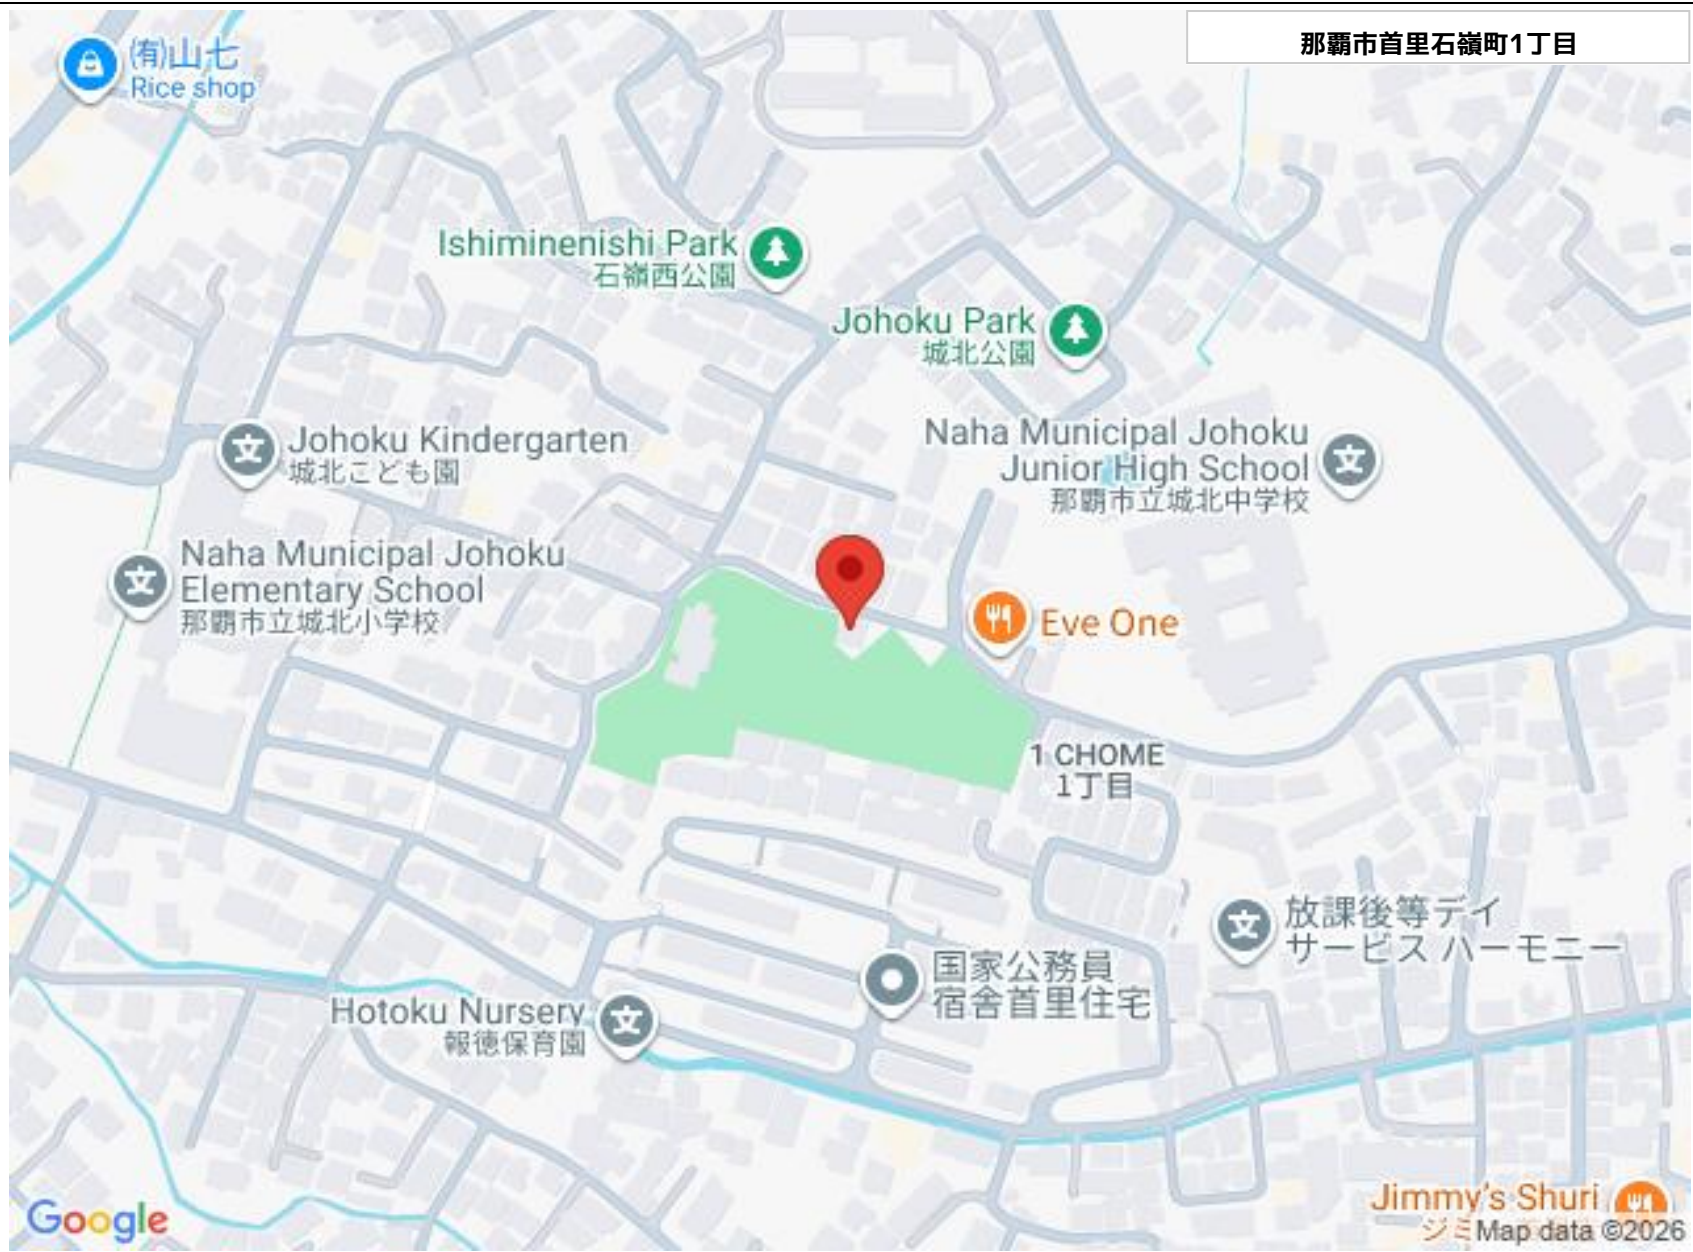 那覇市首里石嶺町1丁目
㈲山七
Rice shop
Ishiminenishi Park
石嶺西公園
Johoku Park
城北公園
Johoku Kindergarten
城北こども園
Naha Municipal Johoku
Junior High School
那覇市立城北中学校
Naha Municipal Johoku
Elementary School
那覇市立城北小学校
Eve One
1 CHOME
1丁目
放課後等デイ
サービス ハーモニー
国家公務員
宿舎首里住宅
Hotoku Nursery
報徳保育園
Jimmy's Shuri
ジミ
Google
Map data ©2026